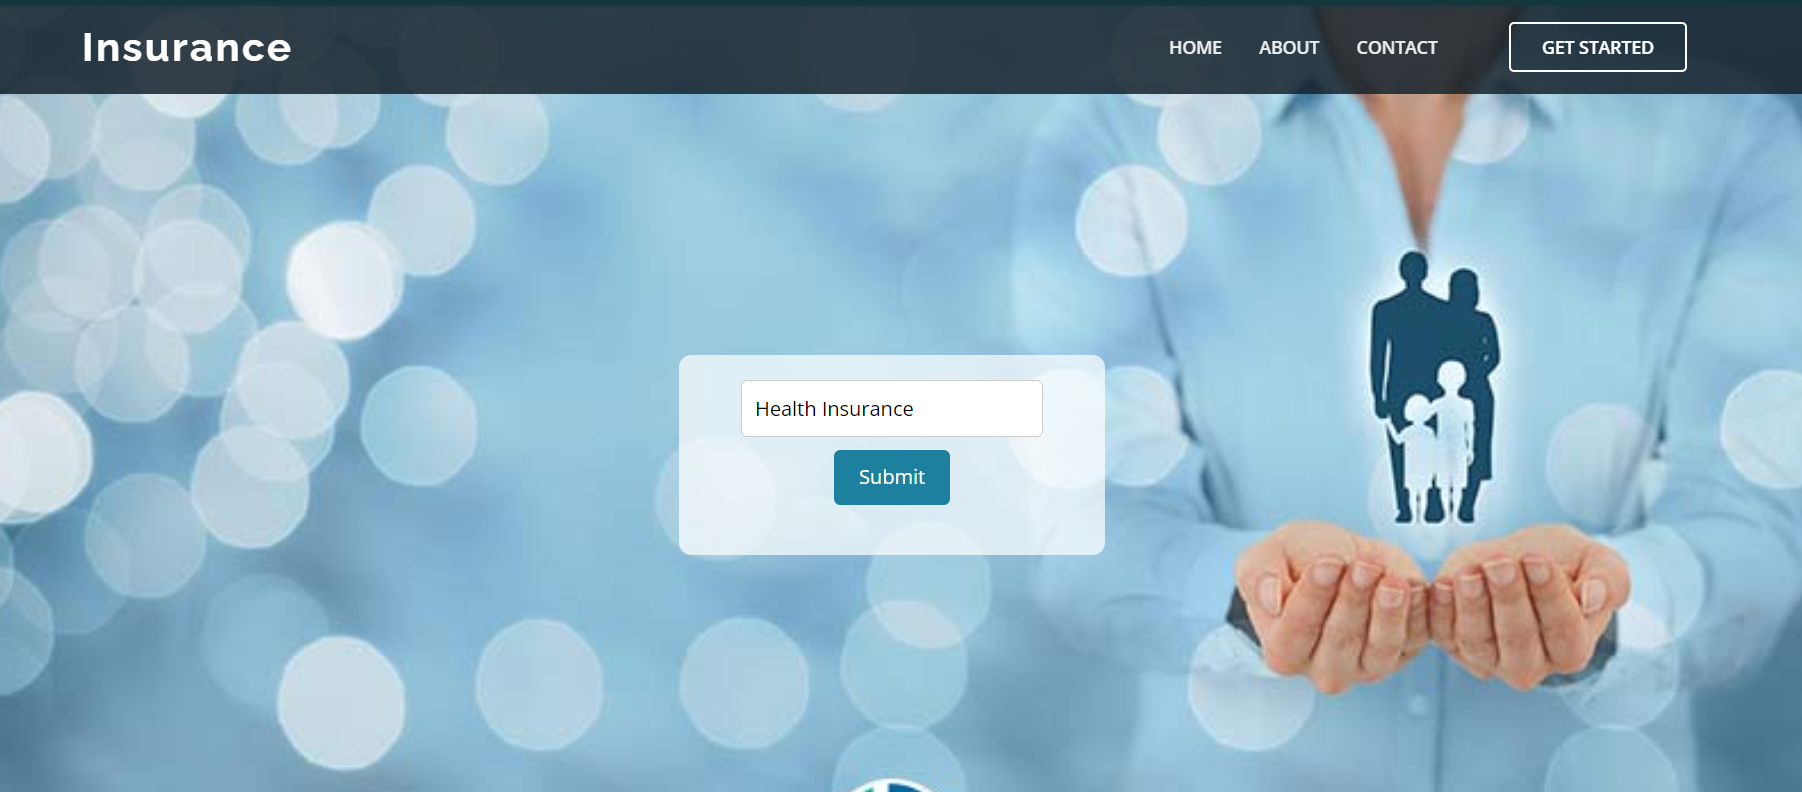 Insurance
HOME ABOUT CONTACT GET STARTED
Health Insurance
Submit